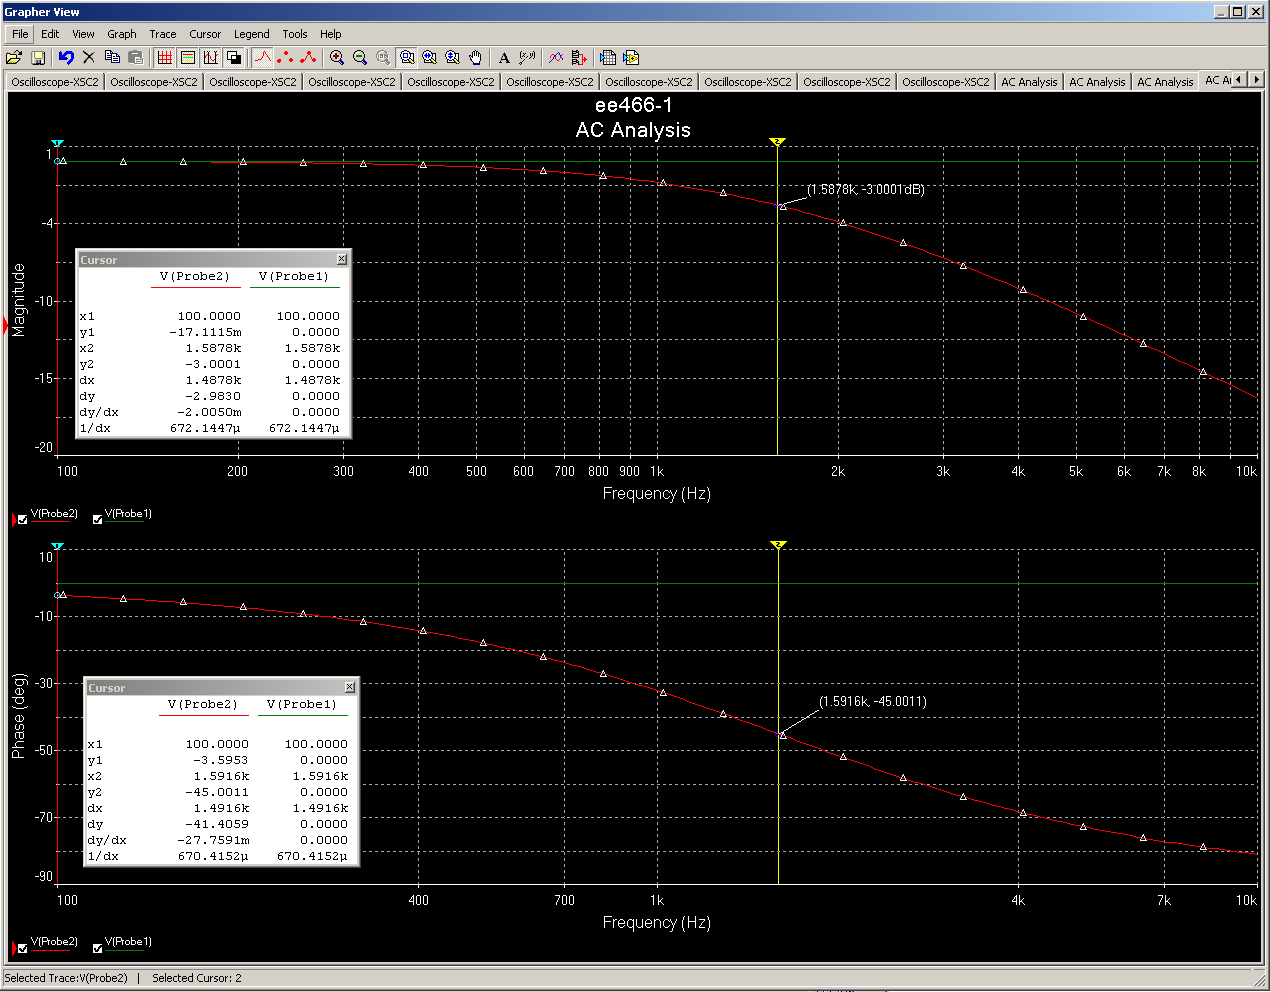 Grapher View
File Edit View Graph Trace Cursor Legend Tools Help
Oscilloscope-XSC2 Oscilloscope-XSC2 Oscilloscope-XSC2 Oscilloscope-XSC2 Oscilloscope-XSC2 Oscilloscope-XSC2 Oscilloscope-XSC2 Oscilloscope-XSC2 Oscilloscope-XSC2 Oscilloscope-XSC2 AC Analysis AC Analysis AC Analysis AC
ee466-1
AC Analysis
1
2
1
(1.5878k, -3.0001dB)
-4
-10
-15
-20
Magnitude
Cursor
V(Probe2) V(Probe1)
x1 100.0000 100.0000
y1 -17.1115m 0.0000
x2 1.5878k 1.5878k
y2 -3.0001 0.0000
dx 1.4878k 1.4878k
dy -2.9830 0.0000
dy/dx -2.0050m 0.0000
1/dx 672.1447µ 672.1447µ
100 200 300 400 500 600 700 800 900 1k 2k 3k 4k 5k 6k 7k 8k 10k
Frequency (Hz)
V(Probe2) V(Probe1)
1
2
10
-10
-30
-50
-70
-90
Phase (deg)
(1.5916k, -45.0011)
Cursor
V(Probe2) V(Probe1)
x1 100.0000 100.0000
y1 -3.5953 0.0000
x2 1.5916k 1.5916k
y2 -45.0011 0.0000
dx 1.4916k 1.4916k
dy -41.4059 0.0000
dy/dx -27.7591m 0.0000
1/dx 670.4152µ 670.4152µ
100 400 700 1k 4k 7k 10k
Frequency (Hz)
V(Probe2) V(Probe1)
Selected Trace:V(Probe2) | Selected Cursor: 2